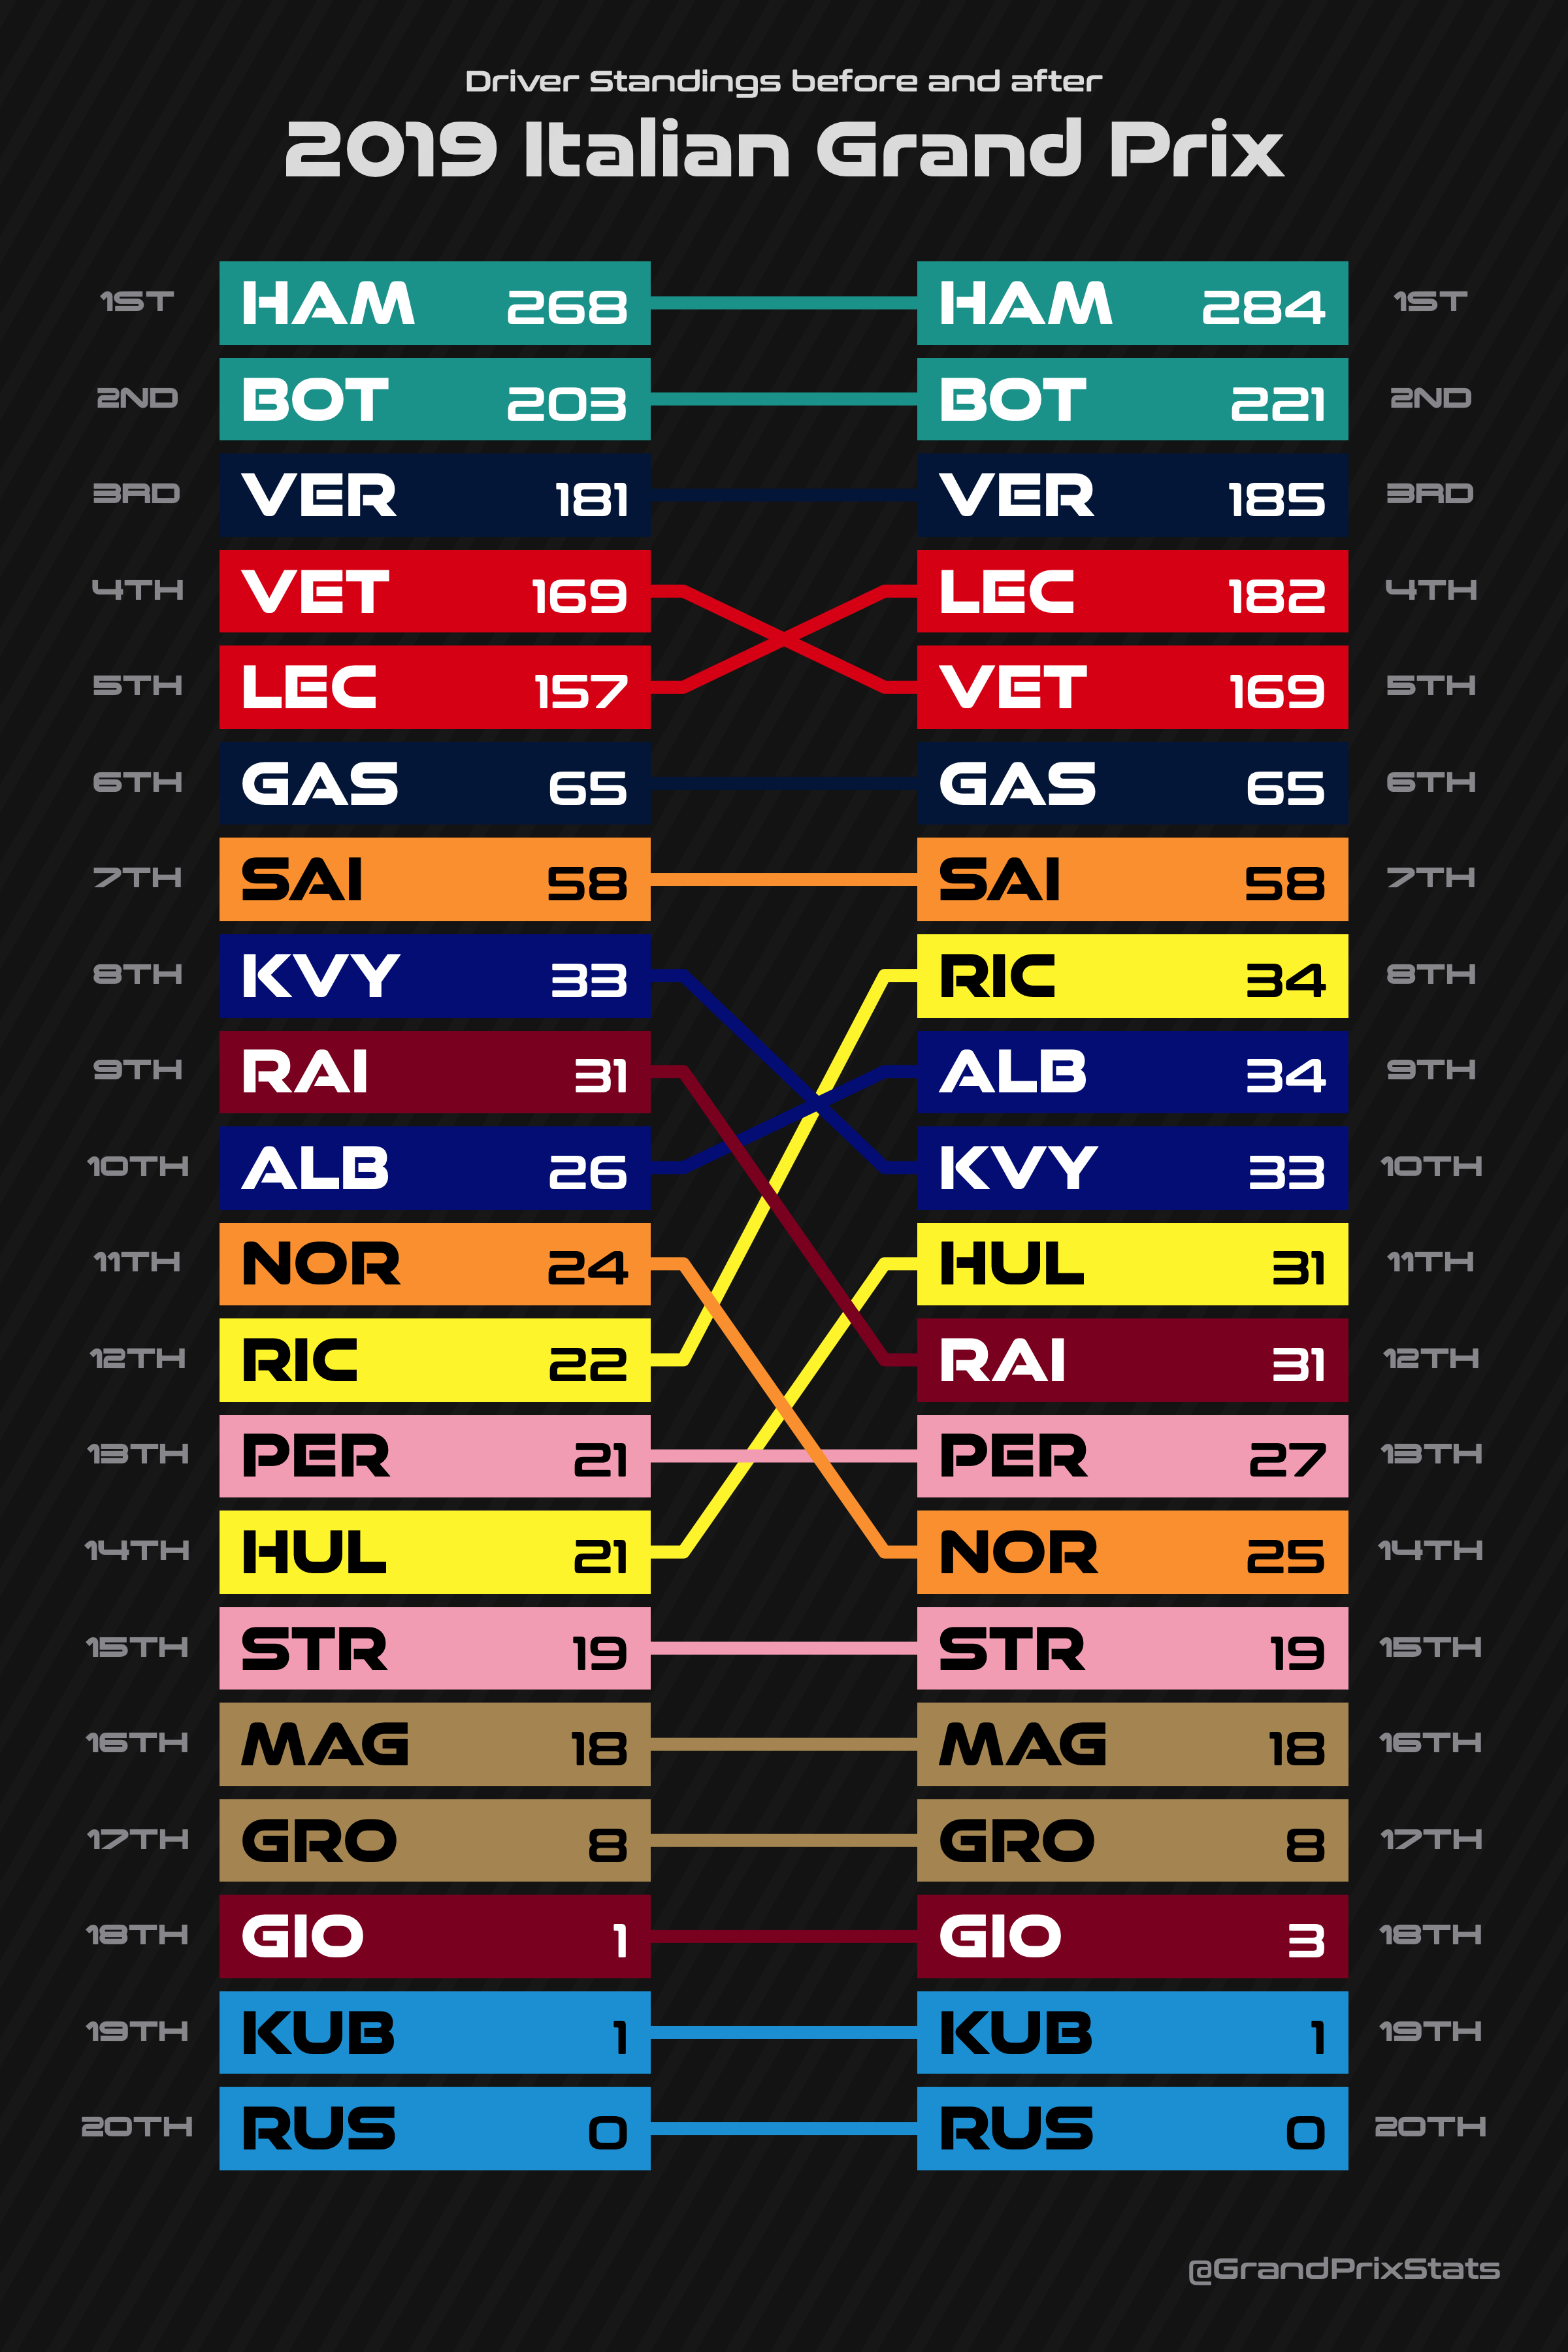 Driver Standings before and after
2019 Italian Grand Prix
1ST HAM 268 HAM 284 1ST
2ND BOT 203 BOT 221 2ND
3RD VER 181 VER 185 3RD
4TH VET 169 LEC 182 4TH
5TH LEC 157 VET 169 5TH
6TH GAS 65 GAS 65 6TH
7TH SAI 58 SAI 58 7TH
8TH KVY 33 RIC 34 8TH
9TH RAI 31 ALB 34 9TH
10TH ALB 26 KVY 33 10TH
11TH NOR 24 HUL 31 11TH
12TH RIC 22 RAI 31 12TH
13TH PER 21 PER 27 13TH
14TH HUL 21 NOR 25 14TH
15TH STR 19 STR 19 15TH
16TH MAG 18 MAG 18 16TH
17TH GRO 8 GRO 8 17TH
18TH GIO 1 GIO 3 18TH
19TH KUB 1 KUB 1 19TH
20TH RUS 0 RUS 0 20TH
@GrandPrixStats